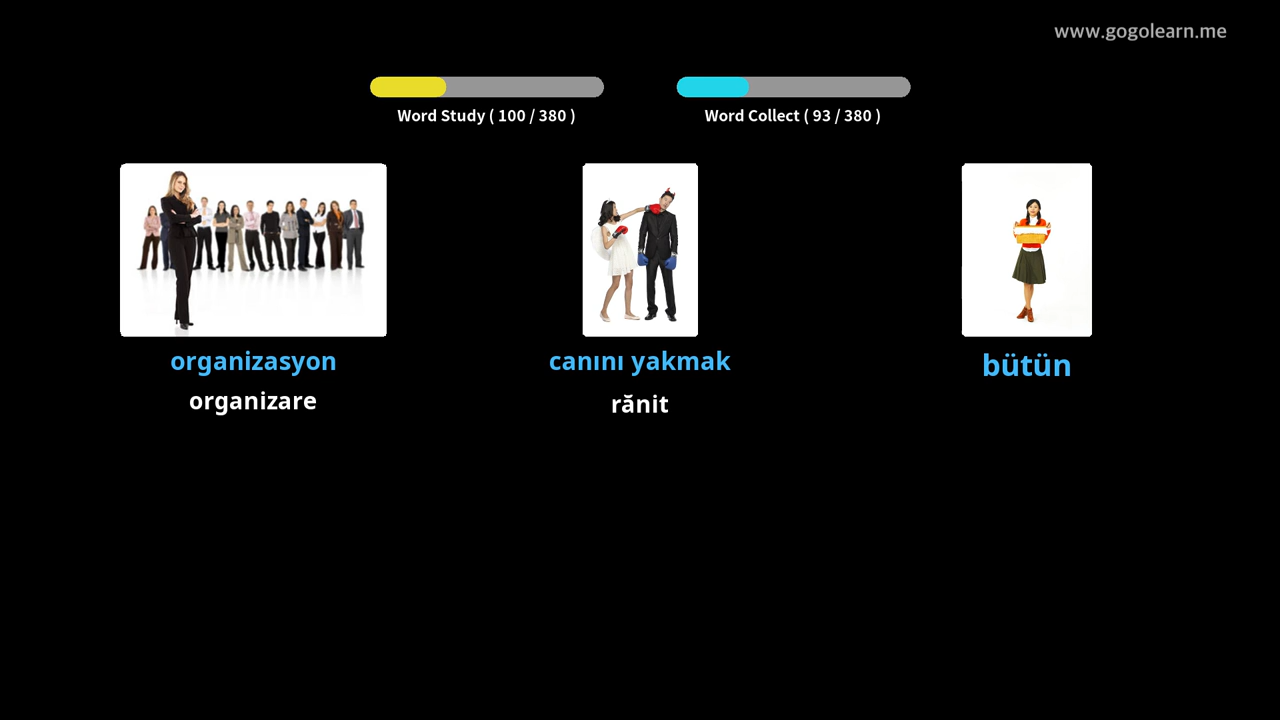 www.gogolearn.me
Word Study ( 100 / 380 )
Word Collect ( 93 / 380 )
organizasyon
organizare
canını yakmak
rănit
bütün